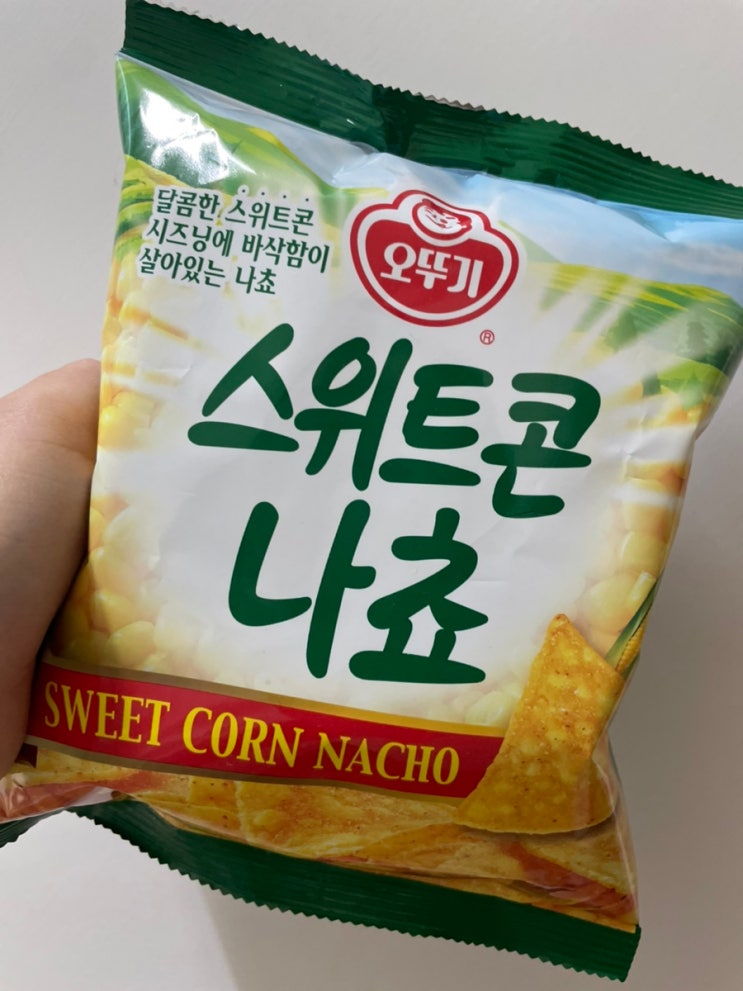 달콤한 스위트콘
시즈닝에 바삭함이
살아있는 나쵸
오뚜기
®
스위트콘
나쵸
SWEET CORN NACHO